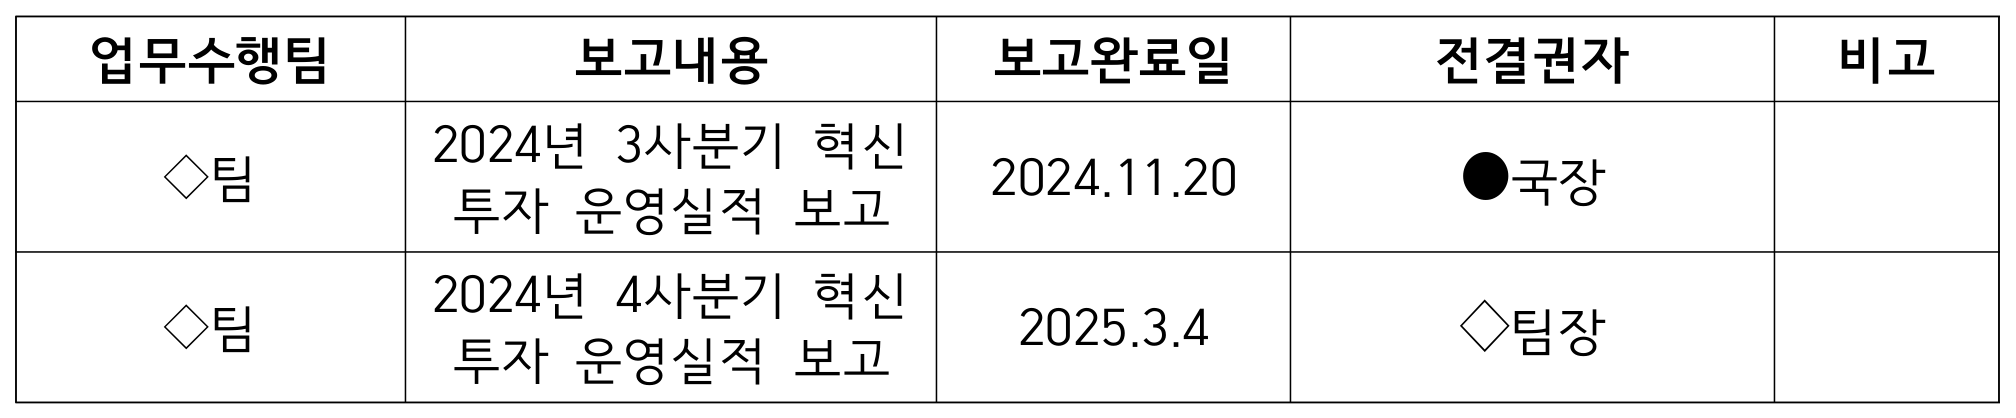 업무수행팀 보고내용 보고완료일 전결권자 비고
◇팀 2024년 3사분기 혁신 2024.11.20 ●국장
투자 운영실적 보고
◇팀 2024년 4사분기 혁신 2025.3.4 ◇팀장
투자 운영실적 보고